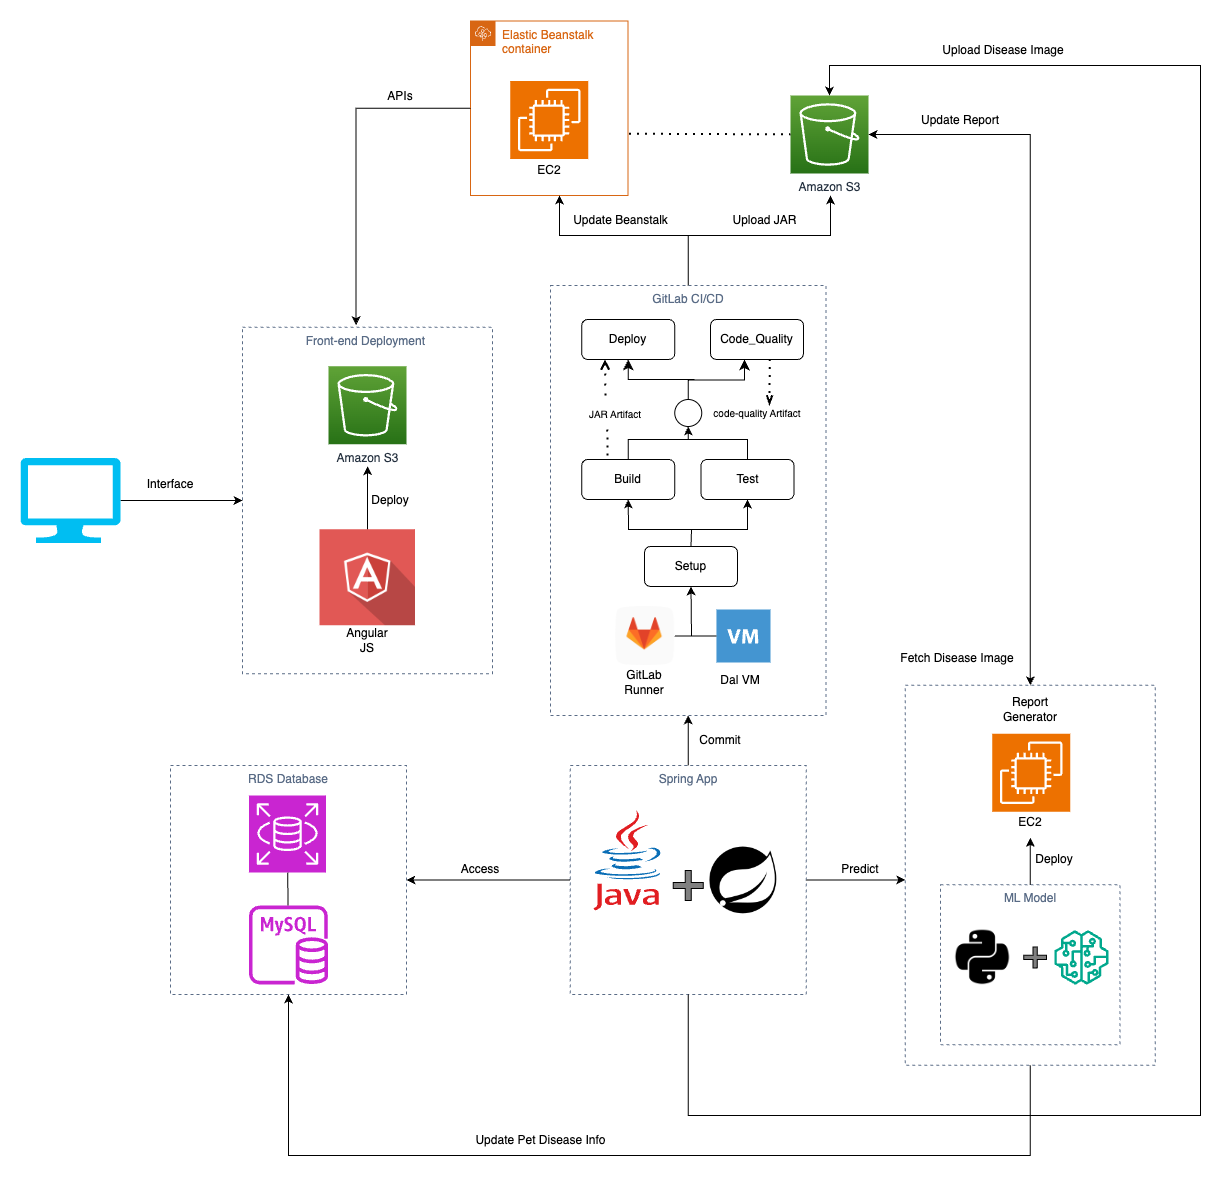 Elastic Beanstalk
container
EC2
Upload Disease Image
APIs
Update Report
Amazon S3
Update Beanstalk
Upload JAR
GitLab CI/CD
Deploy
Code_Quality
JAR Artifact
code-quality Artifact
Build
Test
Setup
VM
GitLab
Runner
Dal VM
Front-end Deployment
Amazon S3
Deploy
A
Angular
JS
Interface
Commit
Fetch Disease Image
Report
Generator
EC2
Deploy
ML Model
RDS Database
MySQL
Access
Spring App
Java
Predict
Update Pet Disease Info